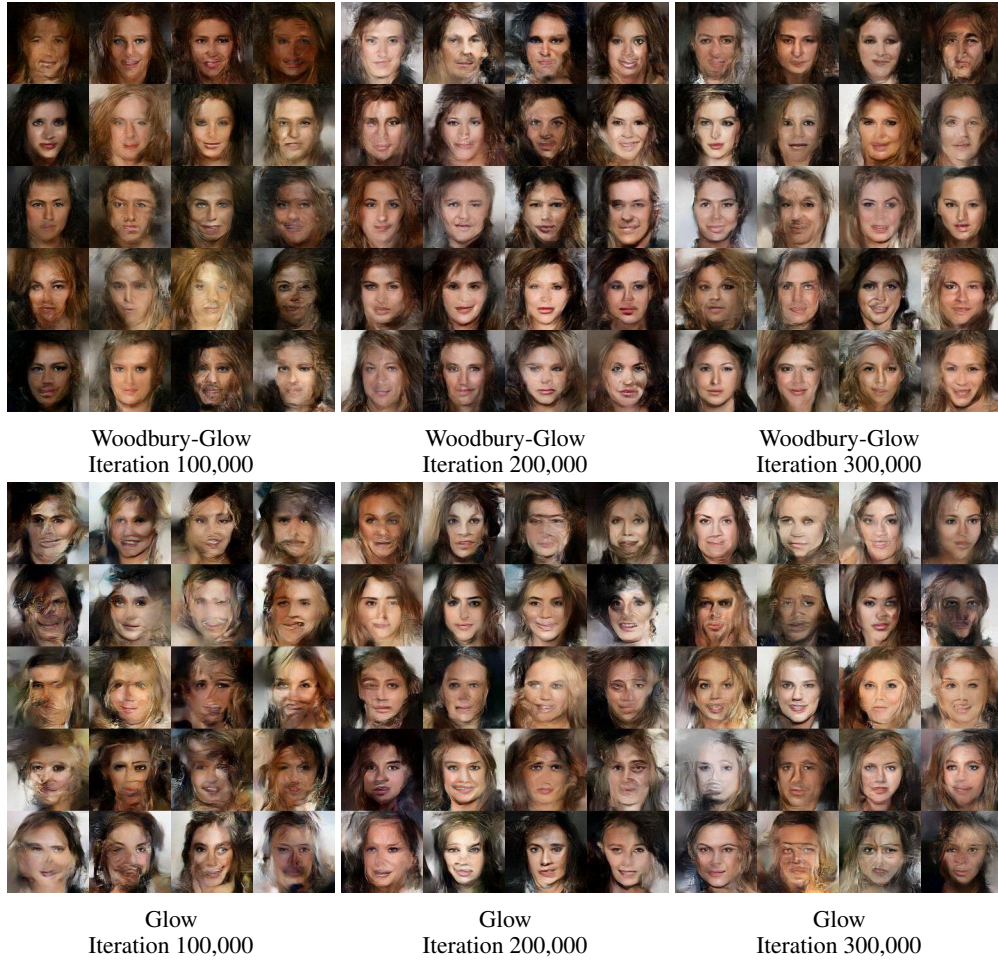 Woodbury-Glow
Iteration 100,000
Woodbury-Glow
Iteration 200,000
Woodbury-Glow
Iteration 300,000
Glow
Iteration 100,000
Glow
Iteration 200,000
Glow
Iteration 300,000